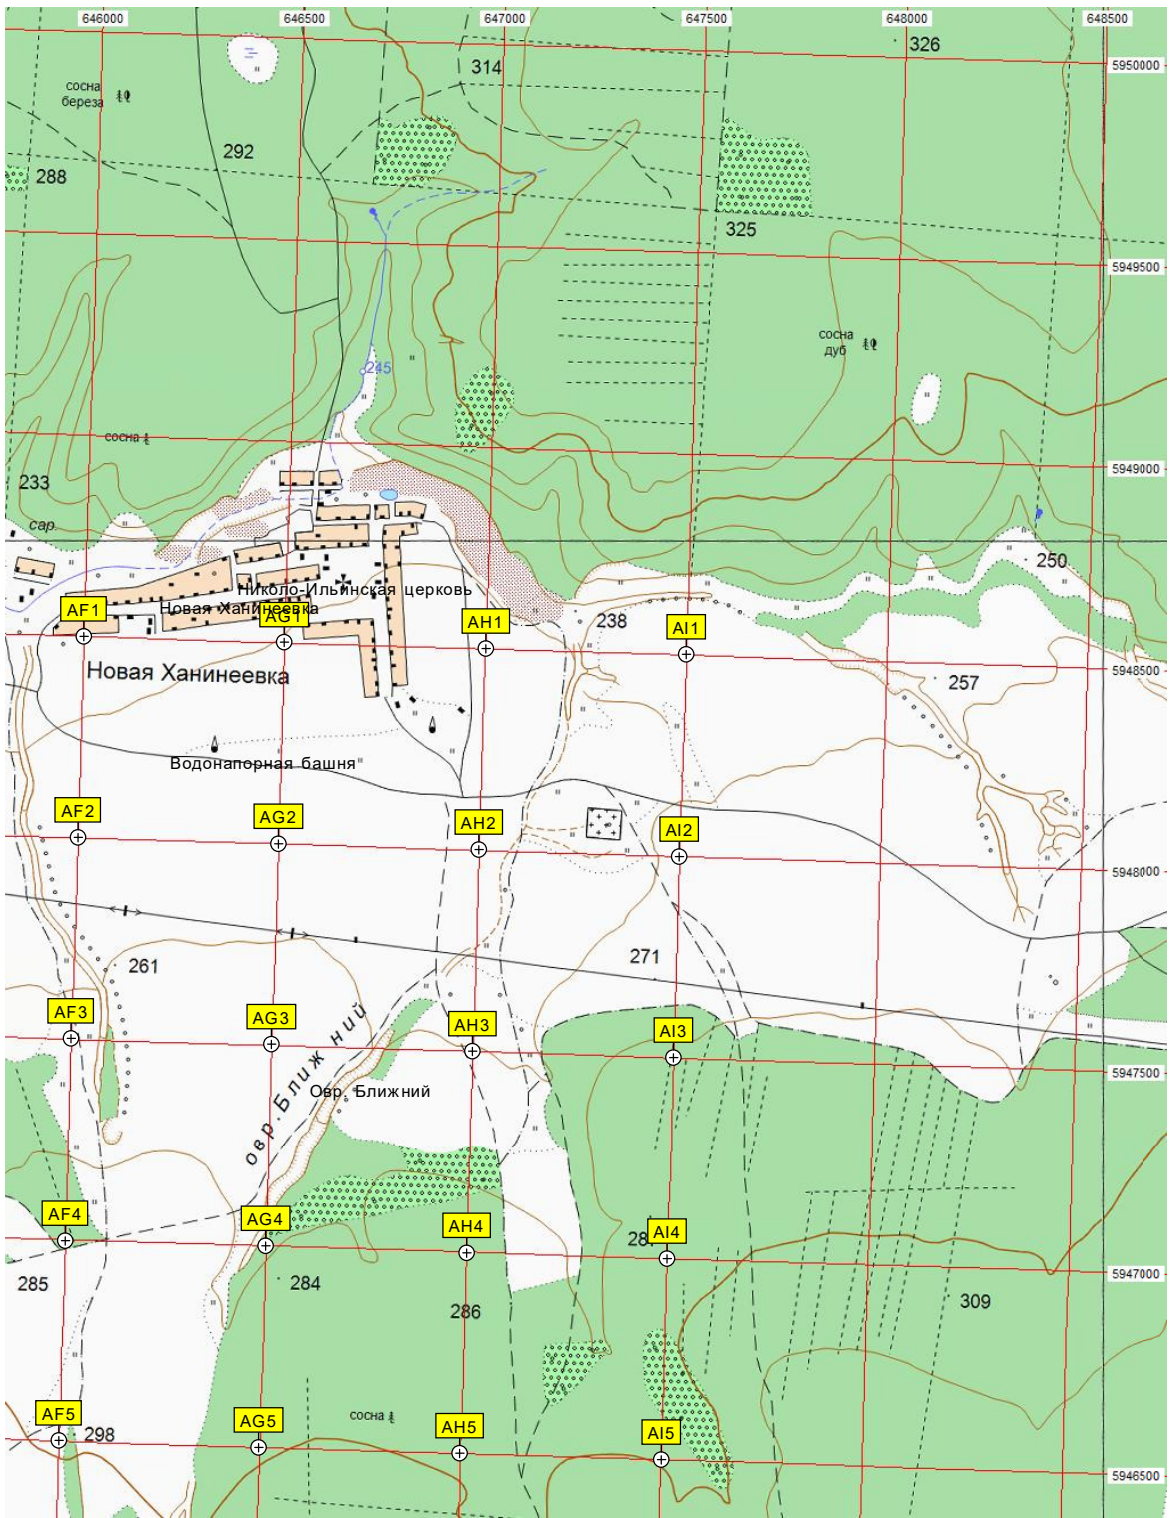 646000 646500 647000 647500 648000 648500
326
5950000
314
сосна
береза
292
288
325
5949500
сосна
дуб
245
сосна
5949000
233
сар.
250
Николо-Ильинская церковь
Новая Ханинеевка
AF1 AG1 AH1 AI1
238
5948500
Новая Ханинеевка
257
Водонапорная башня
AF2 AG2 AH2 AI2
5948000
261
271
AF3 AG3 AH3 AI3
5947500
овр. Ближний
Овр. Ближний
AF4 AG4 AH4 AI4
5947000
285
284
286
309
AF5 AG5 AH5 AI5
сосна
298
5946500